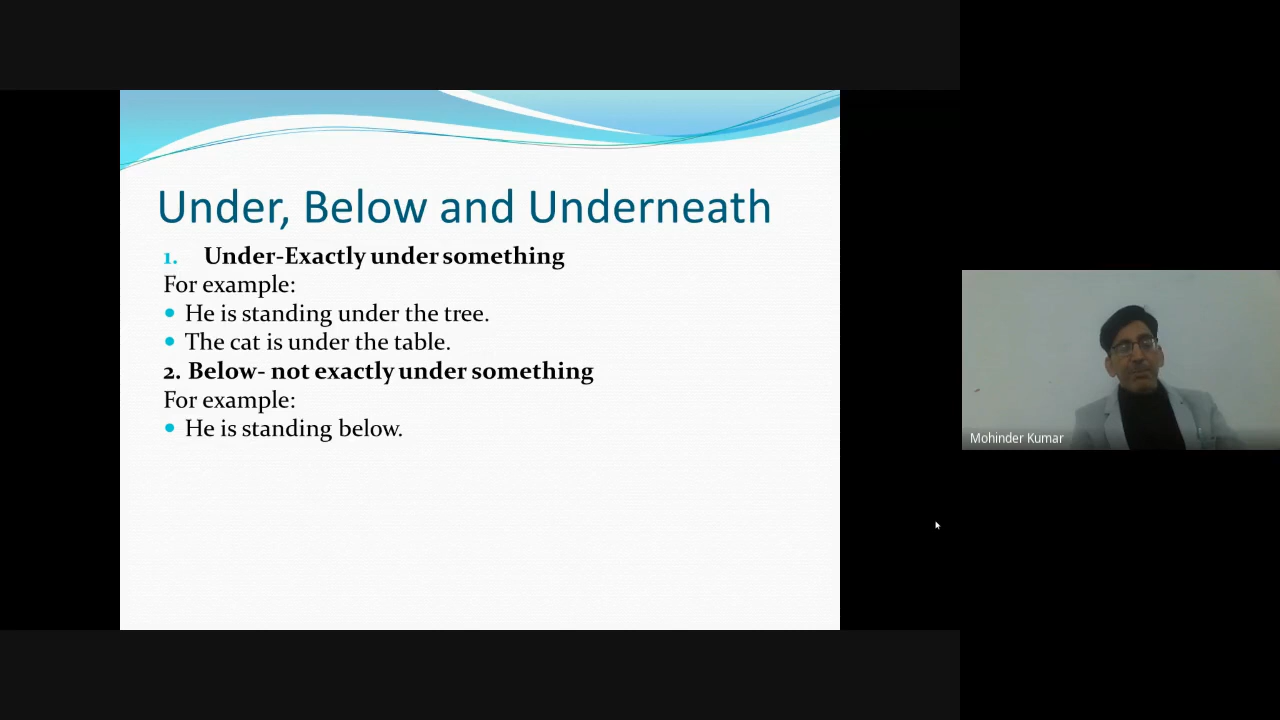 Under, Below and Underneath
1. Under-Exactly under something
For example:
• He is standing under the tree.
• The cat is under the table.
2. Below- not exactly under something
For example:
• He is standing below.
Mohinder Kumar